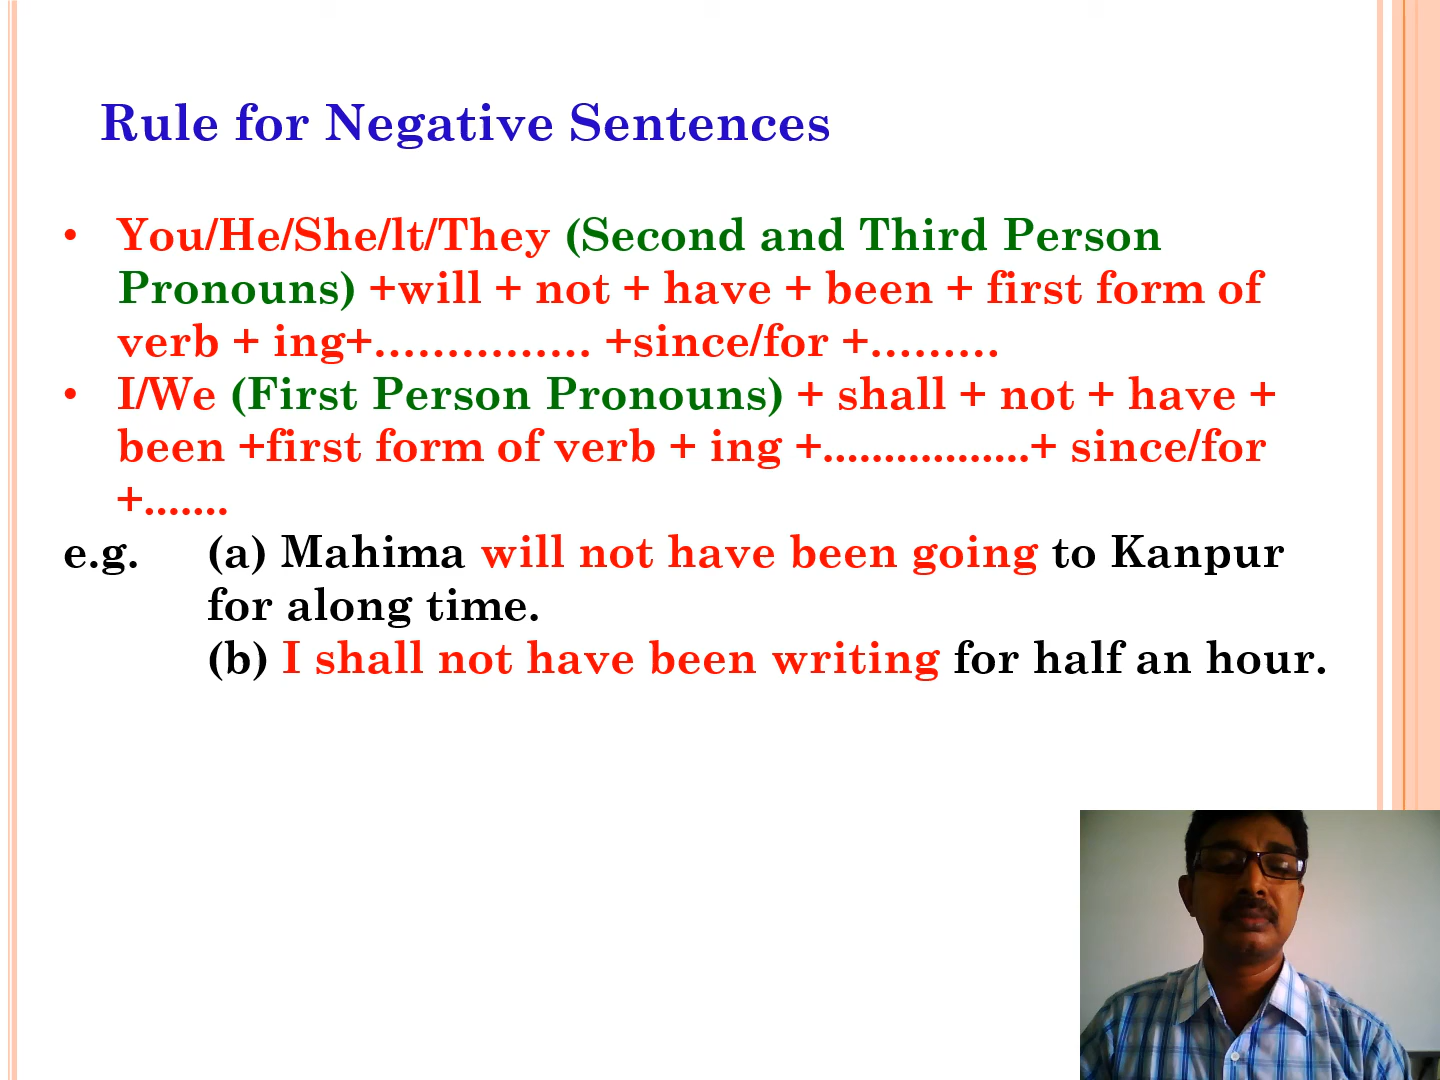 Rule for Negative Sentences
• You/He/She/lt/They (Second and Third Person
Pronouns) +will + not + have + been + first form of
verb + ing+…………… +since/for +………
• I/We (First Person Pronouns) + shall + not + have +
been +first form of verb + ing +.................+ since/for
+.......
e.g. (a) Mahima will not have been going to Kanpur
for along time.
(b) I shall not have been writing for half an hour.